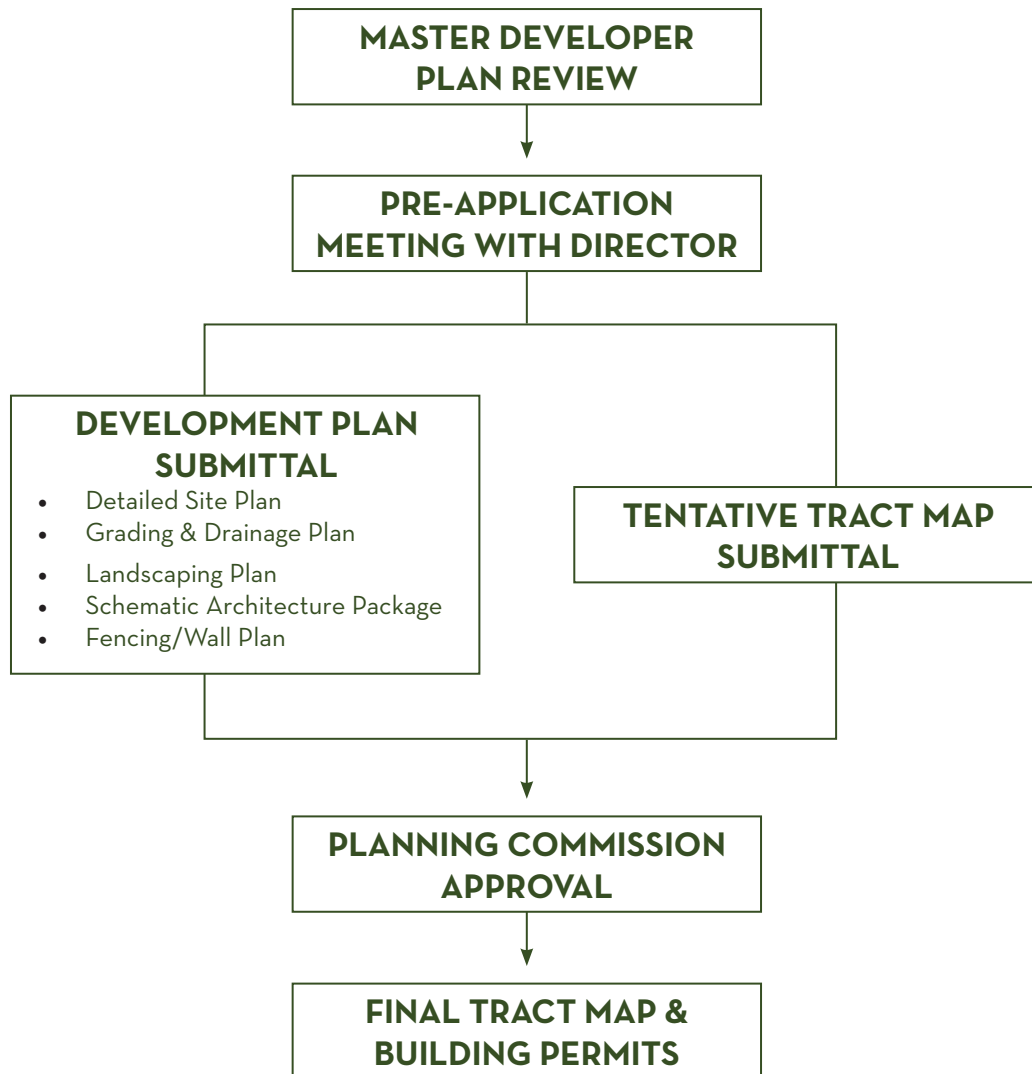 MASTER DEVELOPER
PLAN REVIEW
PRE-APPLICATION
MEETING WITH DIRECTOR
DEVELOPMENT PLAN
SUBMITTAL
• Detailed Site Plan
• Grading & Drainage Plan
• Landscaping Plan
• Schematic Architecture Package
• Fencing/Wall Plan
TENTATIVE TRACT MAP
SUBMITTAL
PLANNING COMMISSION
APPROVAL
FINAL TRACT MAP &
BUILDING PERMITS